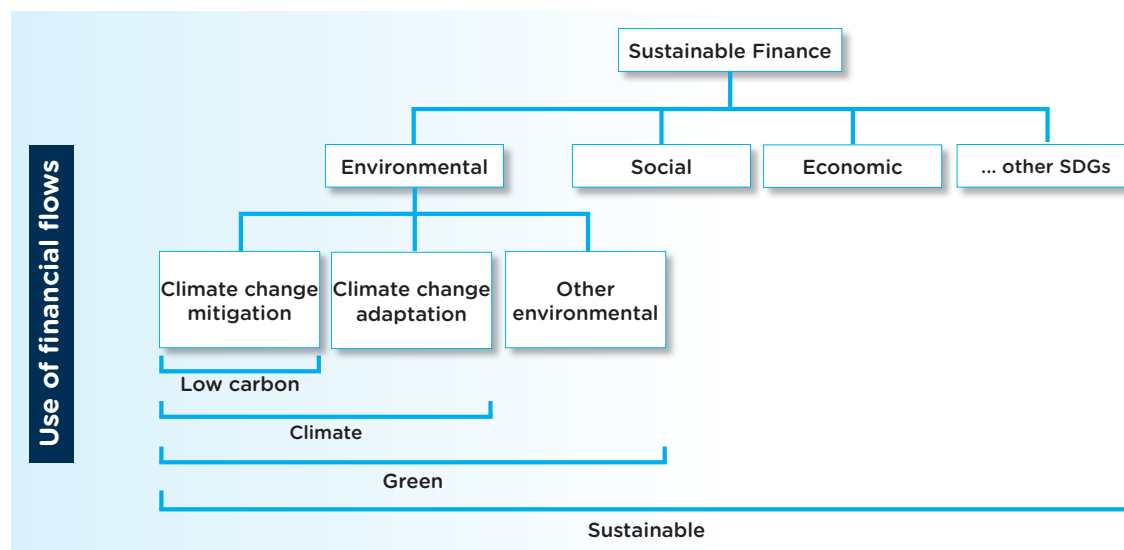 Sustainable Finance
Use of financial flows
Environmental
Social
Economic
... other SDGs
Climate change
mitigation
Climate change
adaptation
Other
environmental
Low carbon
Climate
Green
Sustainable